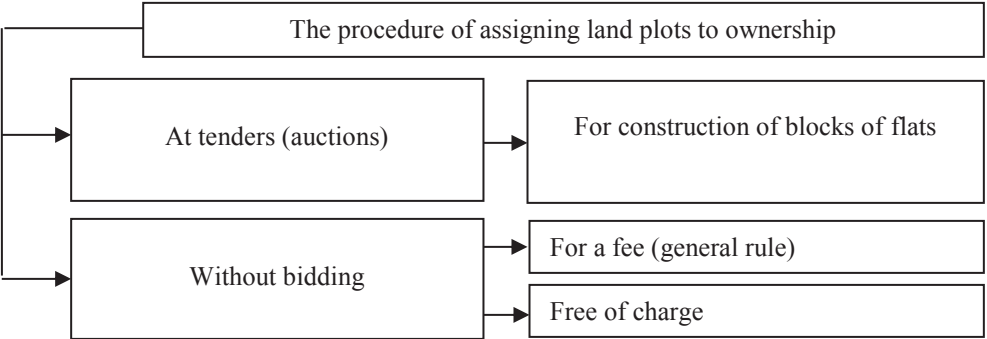 The procedure of assigning land plots to ownership
At tenders (auctions)
For construction of blocks of flats
Without bidding
For a fee (general rule)
Free of charge